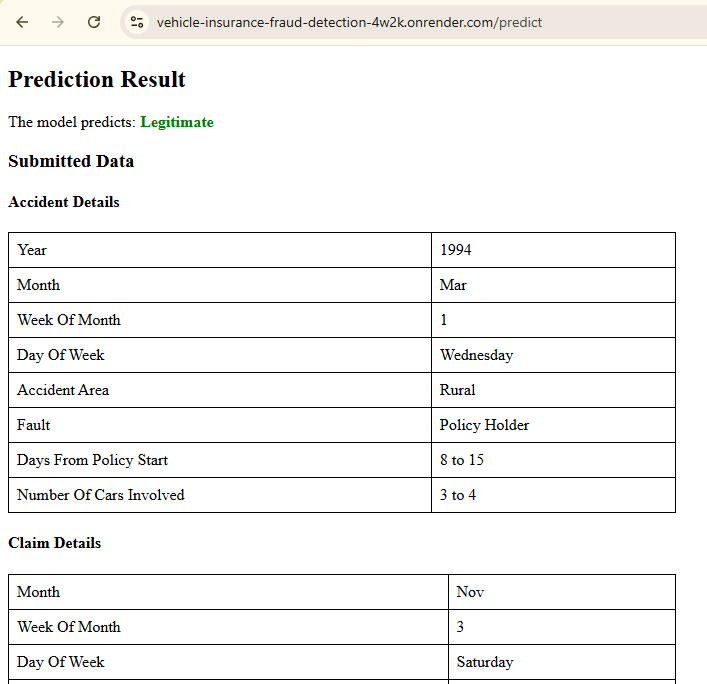 vehicle-insurance-fraud-detection-4w2k.onrender.com/predict
Prediction Result
The model predicts: Legitimate
Submitted Data
Accident Details
Year 1994
Month Mar
Week Of Month 1
Day Of Week Wednesday
Accident Area Rural
Fault Policy Holder
Days From Policy Start 8 to 15
Number Of Cars Involved 3 to 4
Claim Details
Month Nov
Week Of Month 3
Day Of Week Saturday